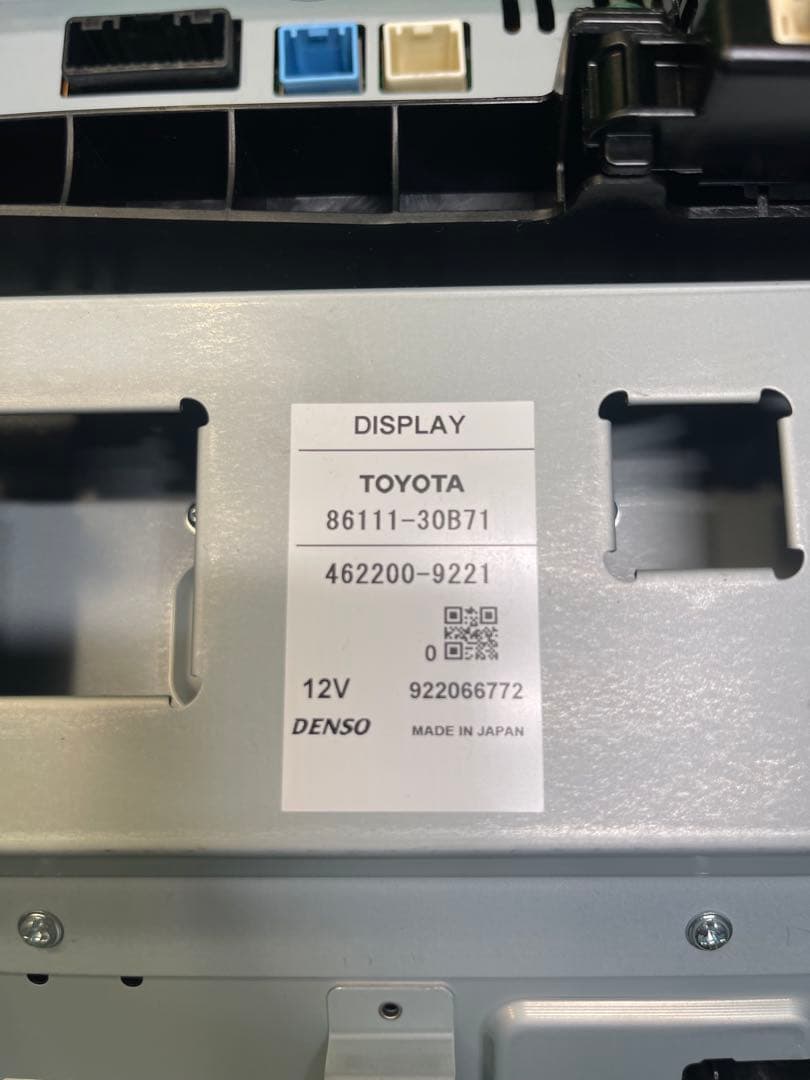 DISPLAY
TOYOTA
86111-30B71
462200-9221
0
12V 922066772
DENSO MADE IN JAPAN